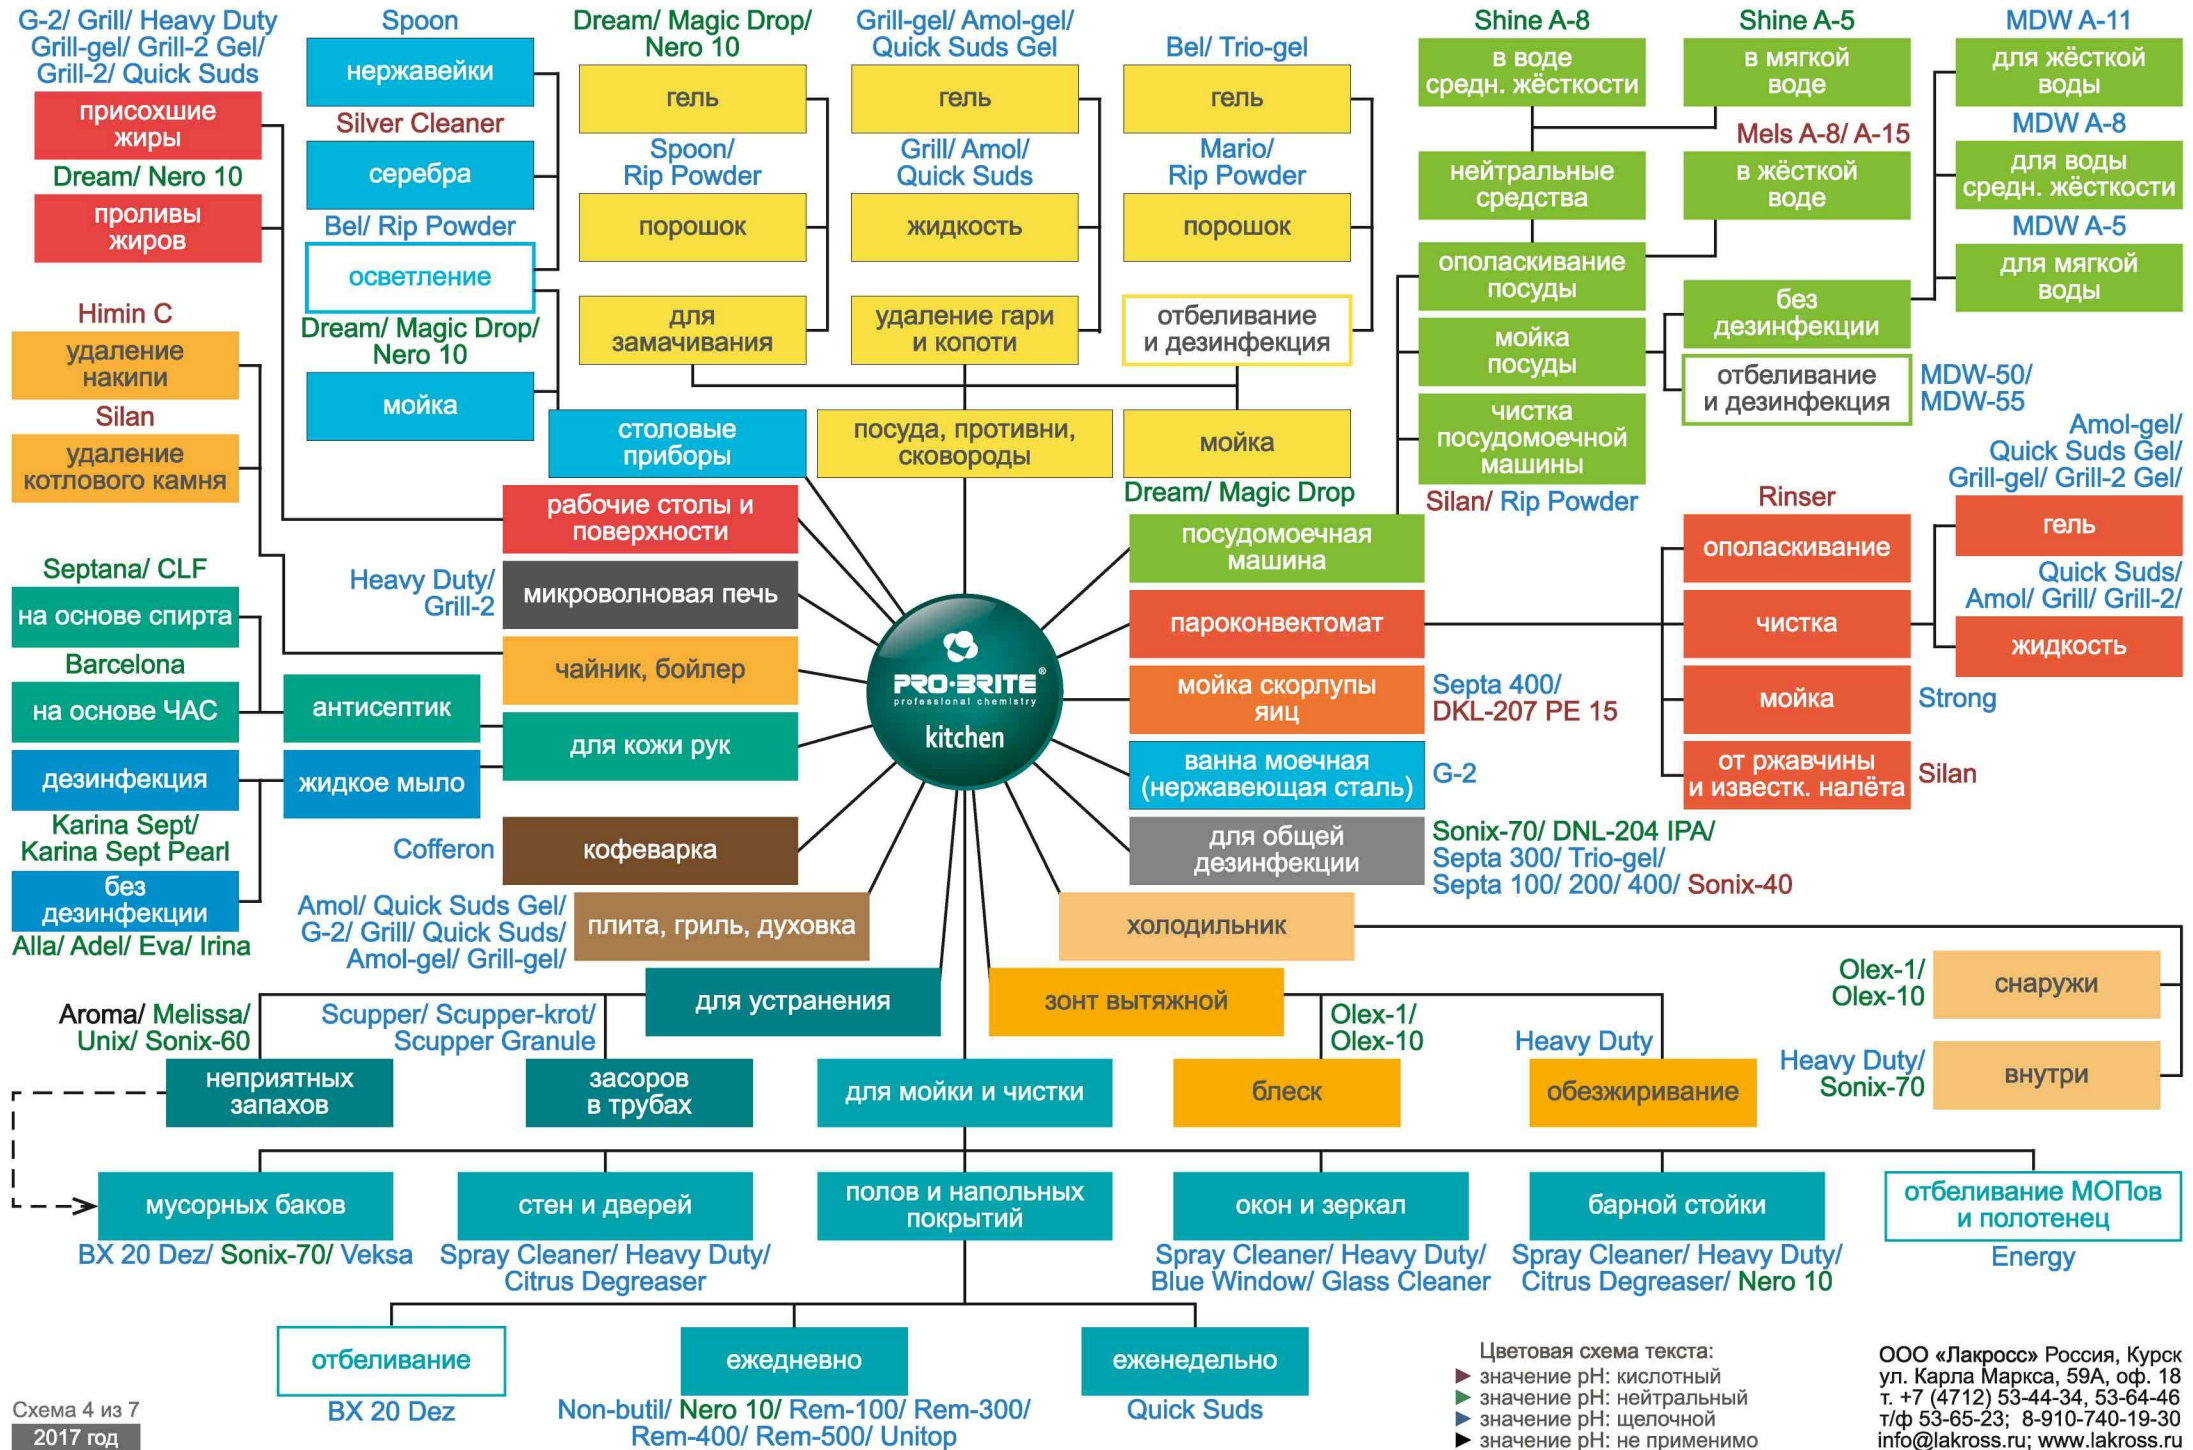 G-2/ Grill/ Heavy Duty
Grill-gel/ Grill-2 Gel/
Grill-2/ Quick Suds
присохшие
жиры
Dream/ Nero 10
проливы
жиров
Himin C
удаление
накипи
Silan
удаление
котлового камня
Spoon
нержавейки
Silver Cleaner
серебра
Bel/ Rip Powder
осветление
Dream/ Magic Drop/
Nero 10
мойка
Dream/ Magic Drop/
Nero 10
гель
Spoon/
Rip Powder
порошок
для
замачивания
Grill-gel/ Amol-gel/
Quick Suds Gel
гель
Grill/ Amol/
Quick Suds
жидкость
удаление гари
и копоти
Bel/ Trio-gel
гель
Mario/
Rip Powder
порошок
отбеливание
и дезинфекция
столовые
приборы
посуда, противни,
сковороды
мойка
Dream/ Magic Drop
Shine A-8
в воде
средн. жёсткости
Shine A-5
в мягкой
воде
MDW A-11
для жёсткой
воды
нейтральные
средства
Mels A-8/ A-15
в жёсткой
воде
MDW A-8
для воды
средн. жёсткости
MDW A-5
для мягкой
воды
ополаскивание
посуды
мойка
посуды
без
дезинфекции
отбеливание
и дезинфекция
MDW-50/
MDW-55
чистка
посудомоечной
машины
Silan/ Rip Powder
Amol-gel/
Quick Suds Gel/
Grill-gel/ Grill-2 Gel/
гель
Quick Suds/
Amol/ Grill/ Grill-2/
жидкость
Rinser
ополаскивание
чистка
мойка
Strong
от ржавчины
и известк. налёта
Silan
рабочие столы и
поверхности
Heavy Duty/
Grill-2
микроволновая печь
чайник, бойлер
для кожи рук
Septana/ CLF
на основе спирта
Barcelona
на основе ЧАС
антисептик
дезинфекция
жидкое мыло
Karina Sept/
Karina Sept Pearl
без
дезинфекции
Alla/ Adel/ Eva/ Irina
PRO-BRITE®
professional chemistry
kitchen
посудомоечная
машина
пароконвектомат
мойка скорлупы
яиц
Septa 400/
DKL-207 PE 15
ванна моечная
(нержавеющая сталь)
G-2
для общей
дезинфекции
Sonix-70/ DNL-204 IPA/
Septa 300/ Trio-gel/
Septa 100/ 200/ 400/ Sonix-40
Cofferon
кофеварка
Amol/ Quick Suds Gel/
G-2/ Grill/ Quick Suds/
Amol-gel/ Grill-gel/
плита, гриль, духовка
холодильник
Olex-1/
Olex-10
снаружи
Heavy Duty/
Sonix-70
внутри
для устранения
Aroma/ Melissa/
Unix/ Sonix-60
неприятных
запахов
Scupper/ Scupper-krot/
Scupper Granule
засоров
в трубах
зонт вытяжной
Olex-1/
Olex-10
блеск
Heavy Duty
обезжиривание
для мойки и чистки
мусорных баков
BX 20 Dez/ Sonix-70/ Veksa
стен и дверей
Spray Cleaner/ Heavy Duty/
Citrus Degreaser
полов и напольных
покрытий
окон и зеркал
Spray Cleaner/ Heavy Duty/
Blue Window/ Glass Cleaner
барной стойки
Spray Cleaner/ Heavy Duty/
Citrus Degreaser/ Nero 10
отбеливание МОПов
и полотенец
Energy
отбеливание
BX 20 Dez
ежедневно
Non-butil/ Nero 10/ Rem-100/ Rem-300/
Rem-400/ Rem-500/ Unitop
еженедельно
Quick Suds
Схема 4 из 7
2017 год
Цветовая схема текста:
значение pH: кислотный
значение pH: нейтральный
значение pH: щелочной
значение pH: не применимо
ООО «Лакросс» Россия, Курск
ул. Карла Маркса, 59А, оф. 18
т. +7 (4712) 53-44-34, 53-64-46
т/ф 53-65-23; 8-910-740-19-30
info@lakross.ru; www.lakross.ru